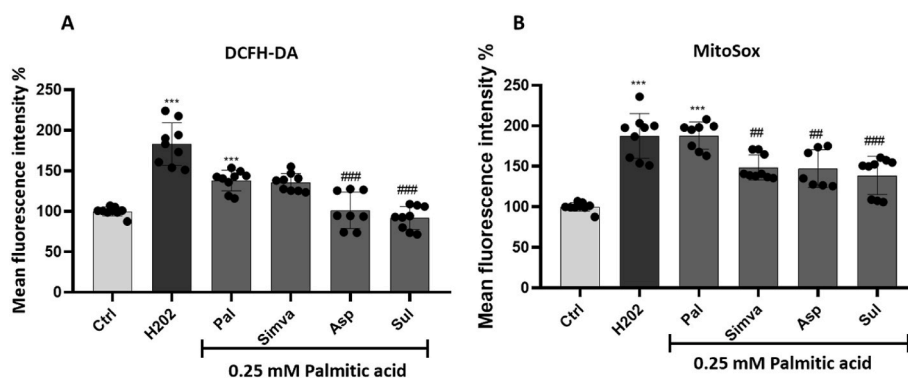 A
DCFH-DA
Mean fluorescence intensity %
250
200
150
100
50
0
***
***
###
###
Ctrl
H202
Pal
Simva
Asp
Sul
0.25 mM Palmitic acid
B
MitoSox
Mean fluorescence intensity %
250
200
150
100
50
0
***
***
##
##
###
Ctrl
H202
Pal
Simva
Asp
Sul
0.25 mM Palmitic acid